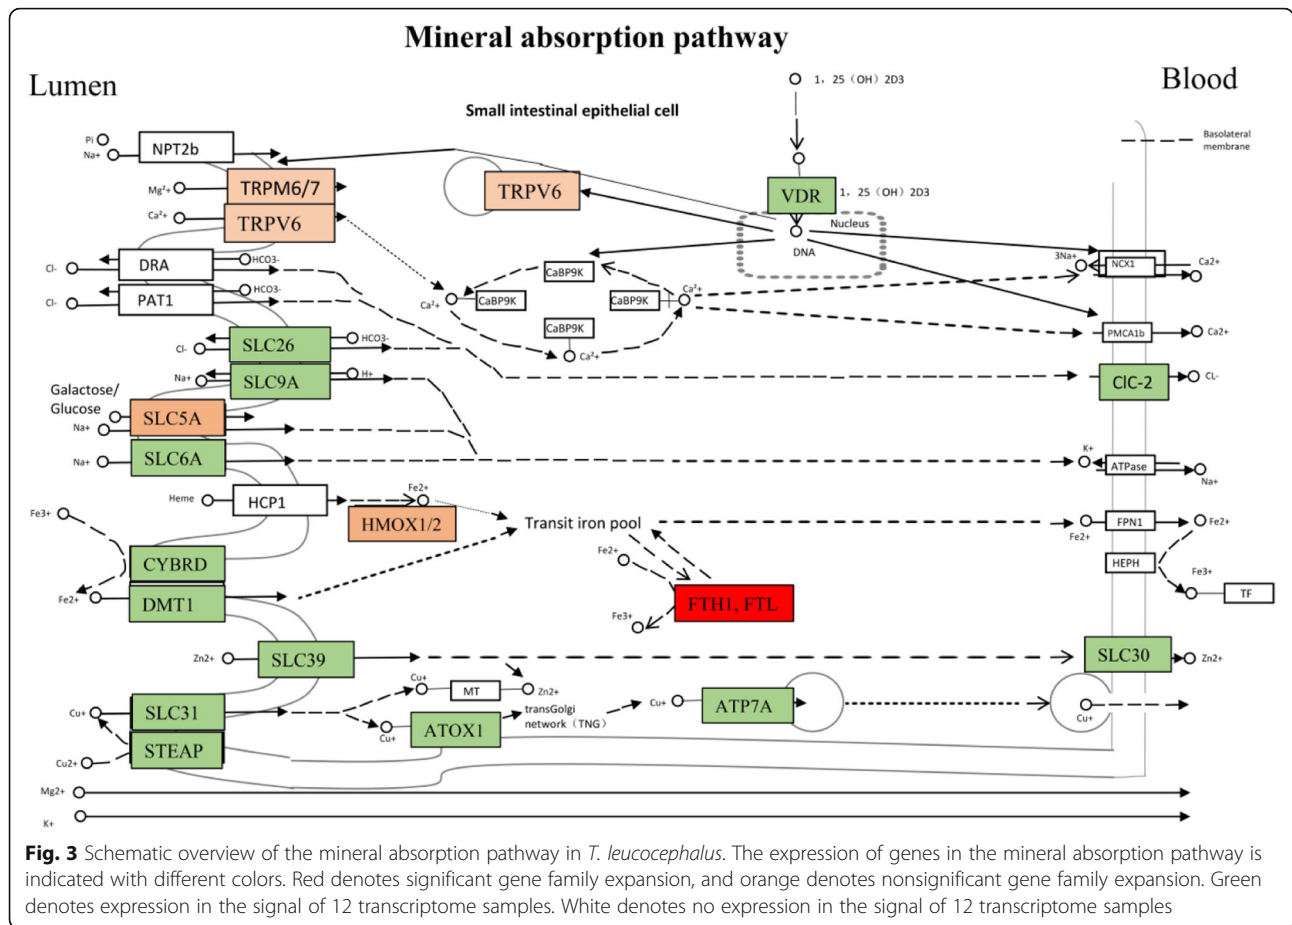 Mineral absorption pathway
Lumen
Blood
Small intestinal epithelial cell
1，25（OH）2D3
Basolateral
membrane
Pi
Na+
NPT2b
Mg²+
TRPM6/7
Ca²+
TRPV6
TRPV6
VDR
1，25（OH）2D3
Nucleus
DNA
Cl-
DRA
HCO3-
Cl-
PAT1
HCO3-
CaBP9K
Ca²+
CaBP9K
CaBP9K
Ca²+
CaBP9K
Ca²+
3Na+
NCX1
Ca2+
PMCA1b
Ca2+
Cl-
SLC26
HCO3-
Na+
SLC9A
H+
ClC-2
CL-
Galactose/
Glucose
SLC5A
Na+
Na+
SLC6A
K+
ATPase
Na+
Heme
HCP1
Fe2+
HMOX1/2
Transit iron pool
Fe2+
FPN1
Fe2+
Fe3+
CYBRD
Fe2+
DMT1
Fe2+
Fe3+
FTH1, FTL
HEPH
Fe3+
TF
Zn2+
SLC39
SLC30
Zn2+
Cu+
MT
Zn2+
Cu+
SLC31
Cu+
ATOX1
transGolgi
network（TNG）
Cu+
ATP7A
Cu+
STEAP
Cu2+
Mg2+
K+
Fig. 3 Schematic overview of the mineral absorption pathway in T. leucocephalus. The expression of genes in the mineral absorption pathway is
indicated with different colors. Red denotes significant gene family expansion, and orange denotes nonsignificant gene family expansion. Green
denotes expression in the signal of 12 transcriptome samples. White denotes no expression in the signal of 12 transcriptome samples